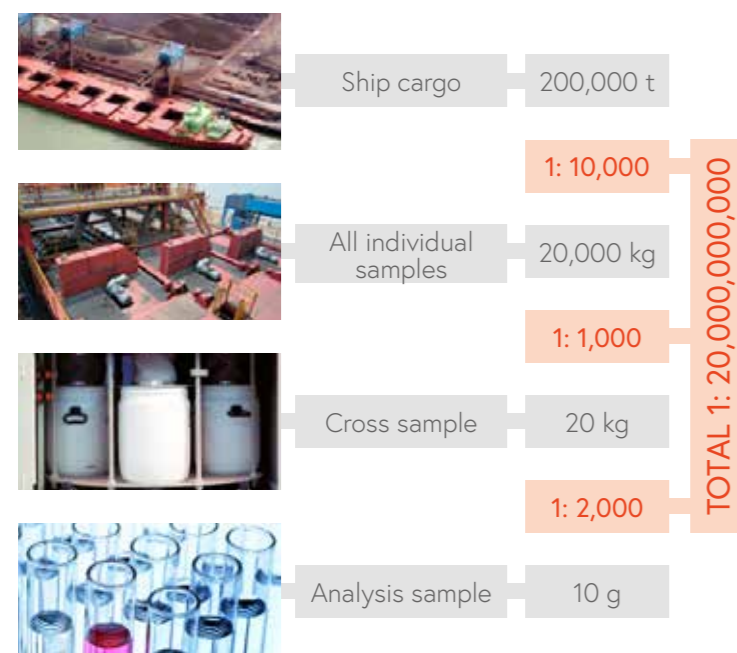 Ship cargo
200,000 t
1: 10,000
All individual
samples
20,000 kg
1: 1,000
Cross sample
20 kg
1: 2,000
Analysis sample
10 g
TOTAL 1: 20,000,000,000